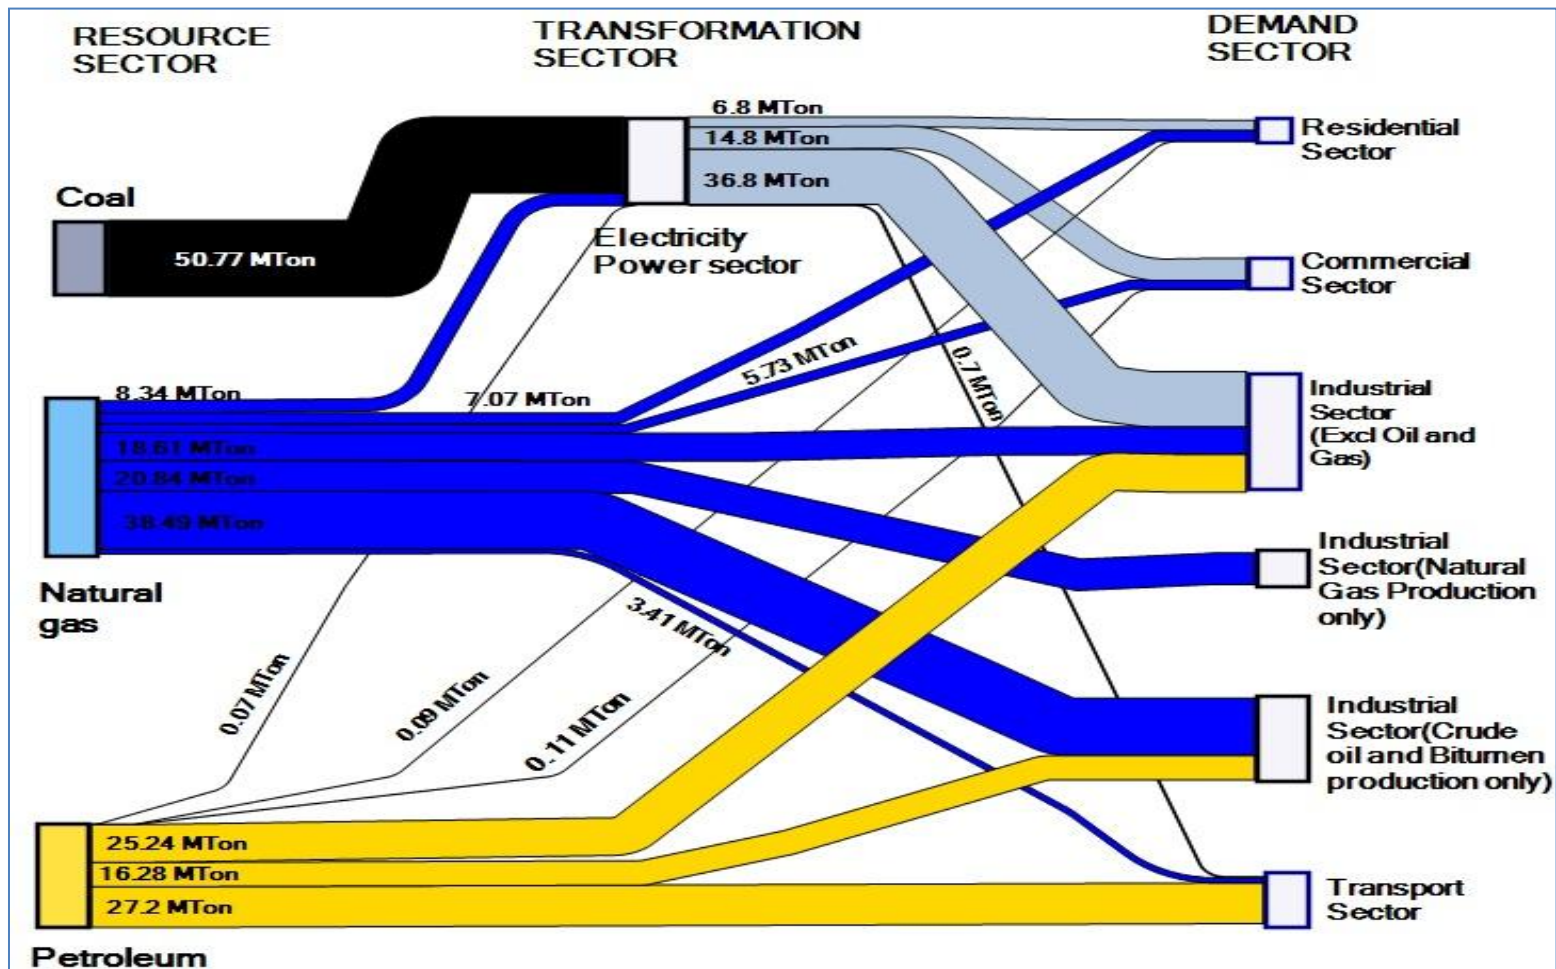 RESOURCE
SECTOR
TRANSFORMATION
SECTOR
DEMAND
SECTOR
6.8 MTon
14.8 MTon
36.8 MTon
Residential
Sector
Coal
50.77 MTon
Electricity
Power sector
Commercial
Sector
8.34 MTon
7.07 MTon
5.73 MTon
0.7 MTon
18.61 MTon
20.84 MTon
38.49 MTon
Industrial
Sector
(Excl Oil and
Gas)
Natural
gas
3.41 MTon
Industrial
Sector(Natural
Gas Production
only)
0.07 MTon
0.09 MTon
0.11 MTon
Industrial
Sector(Crude
oil and Bitumen
production only)
25.24 MTon
16.28 MTon
27.2 MTon
Transport
Sector
Petroleum